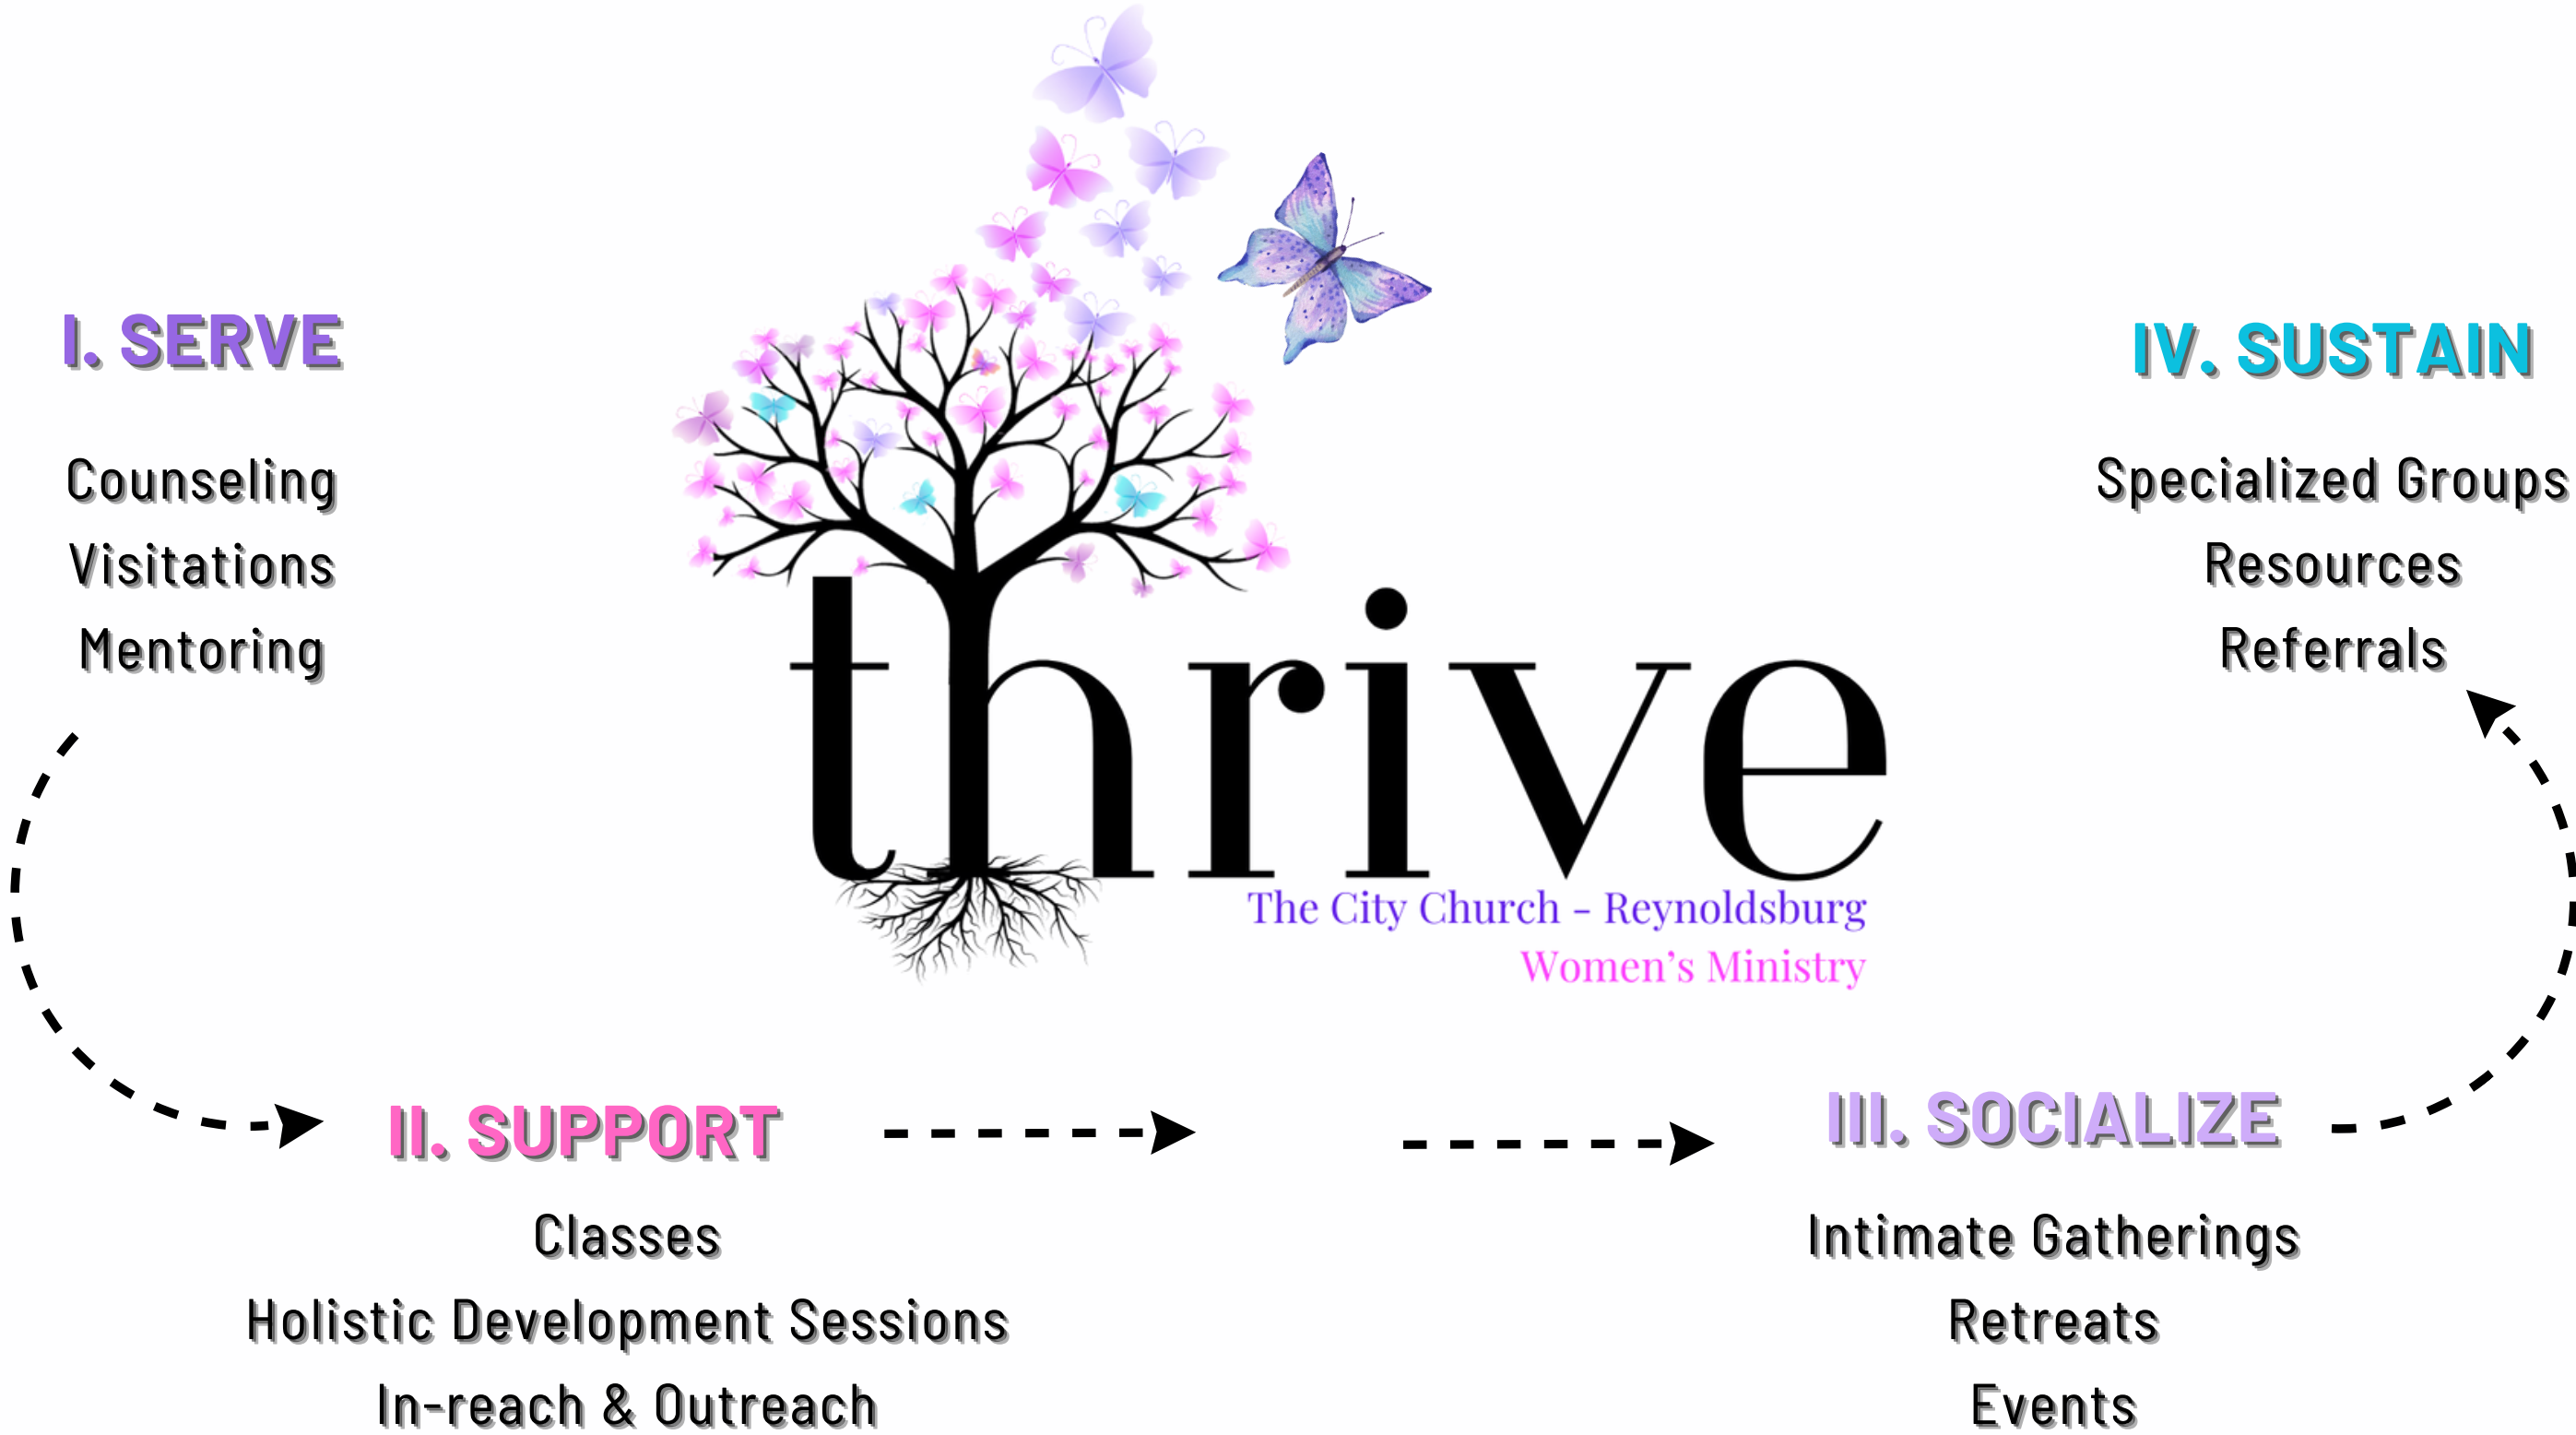 I. SERVE
Counseling
Visitations
Mentoring
thrive
The City Church - Reynoldsburg
Women's Ministry
II. SUPPORT
Classes
Holistic Development Sessions
In-reach & Outreach
III. SOCIALIZE
Intimate Gatherings
Retreats
Events
IV. SUSTAIN
Specialized Groups
Resources
Referrals